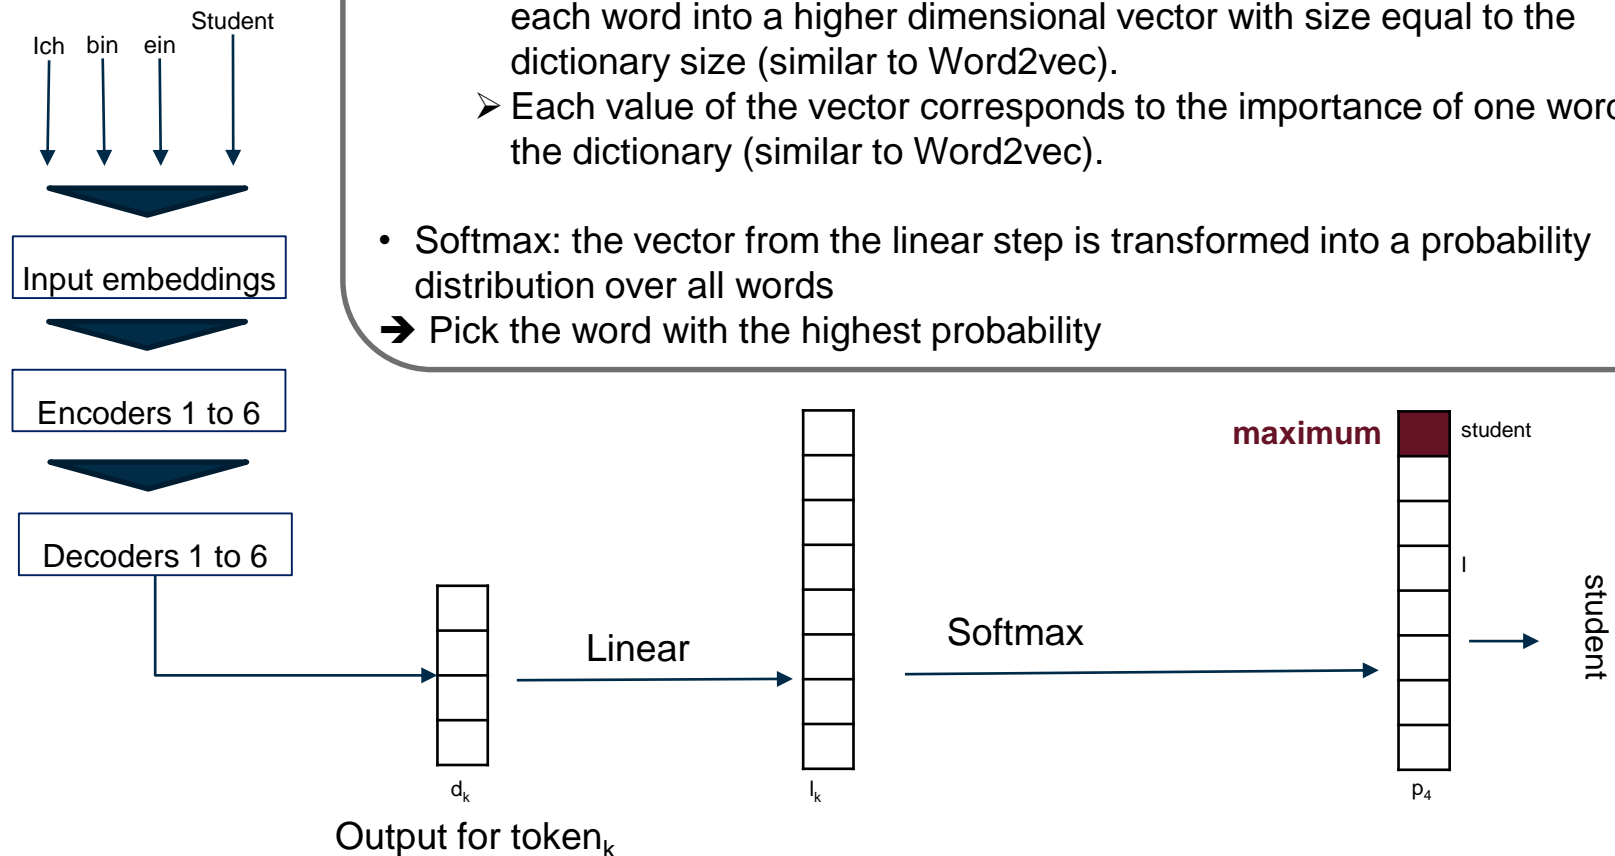 Ich bin ein Student
each word into a higher dimensional vector with size equal to the
dictionary size (similar to Word2vec).
➢ Each value of the vector corresponds to the importance of one
the dictionary (similar to Word2vec).
• Softmax: the vector from the linear step is transformed into a probability
distribution over all words
➔ Pick the word with the highest probability
Input embeddings
Encoders 1 to 6
Decoders 1 to 6
Linear
Softmax
maximum
student
I
student
dₖ
lₖ
p₄
Output for tokenₖ